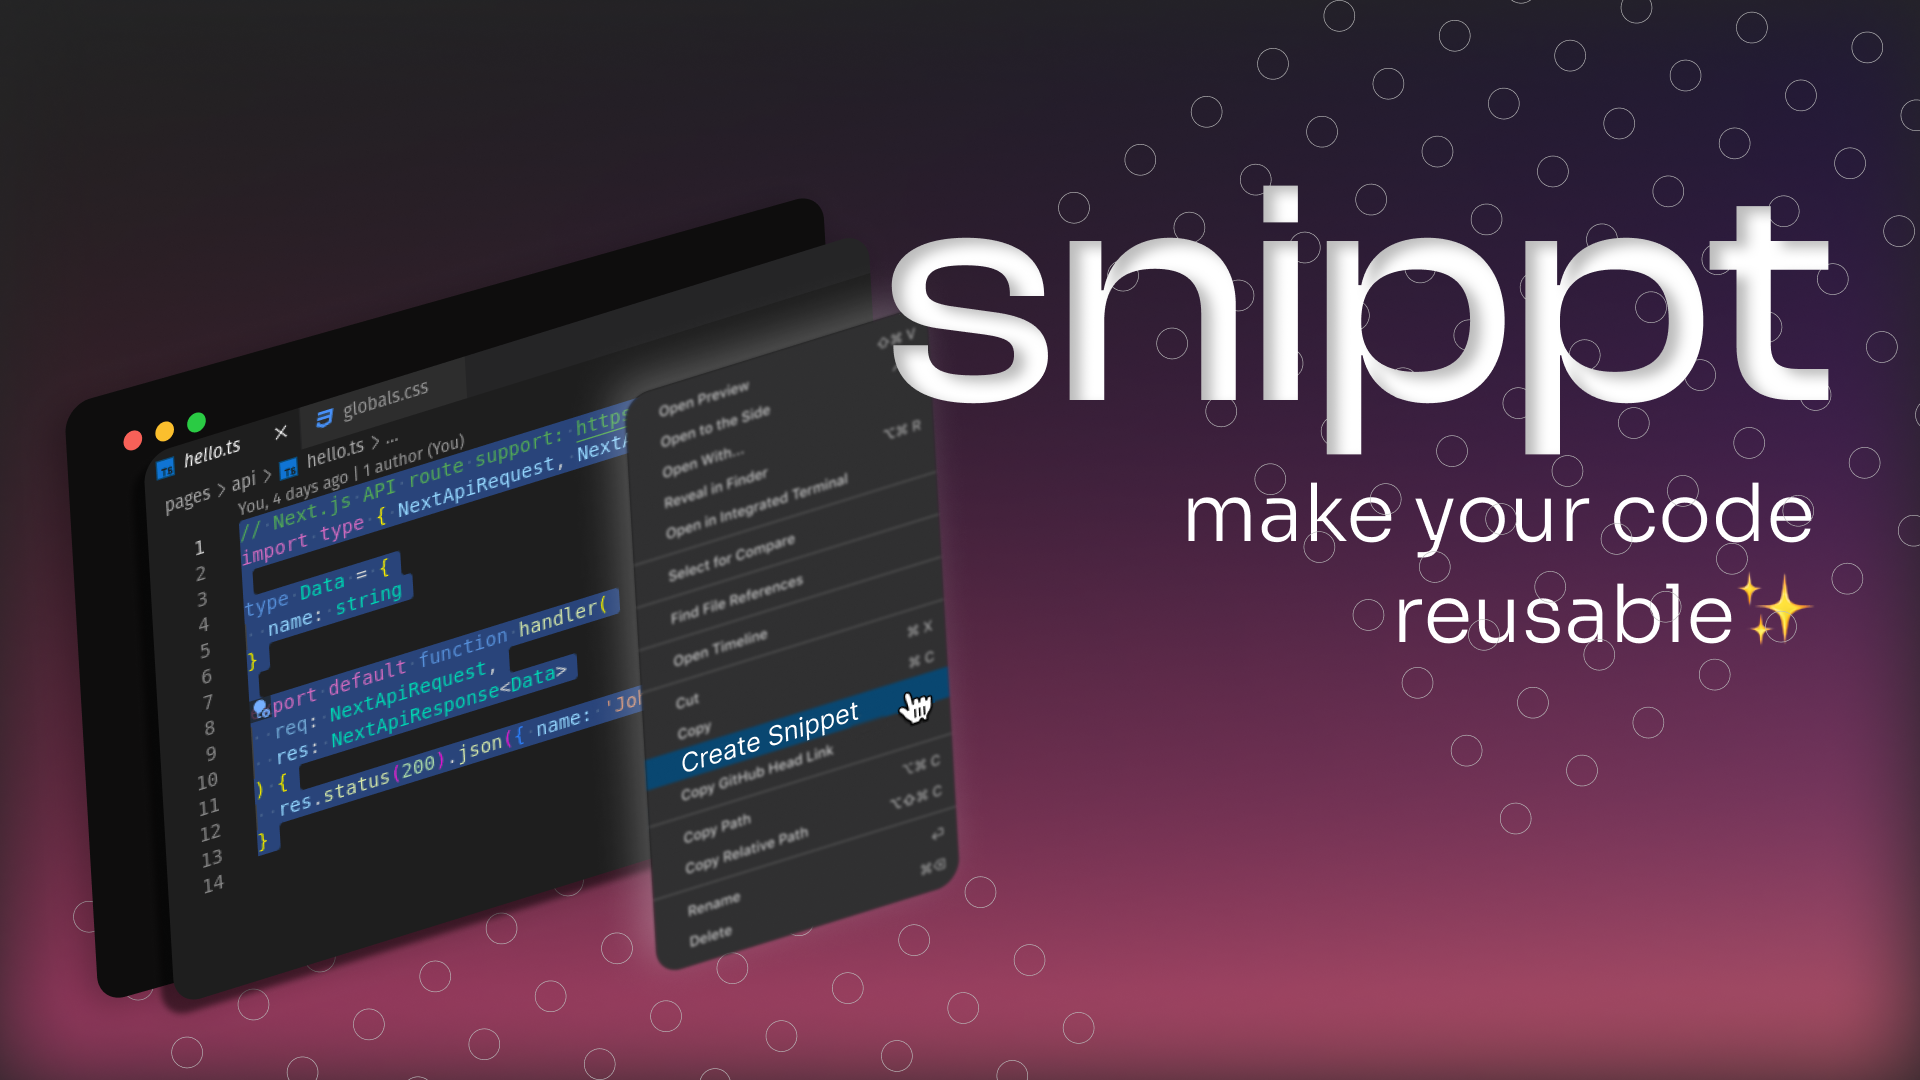 snippt
make your code
reusable✨
hello.ts
globals.css
pages > api > hello.ts > ...
You, 4 days ago | 1 author (You)
1
2
3
4
5
6
7
8
9
10
11
12
13
14
// Next.js API route support: https
import type { NextApiRequest, NextA
type Data = {
name: string
}
port default function handler(
req: NextApiRequest,
res: NextApiResponse<Data>
) {
res.status(200).json({ name: 'Joh
}
⇧⌘ V
Open Preview
Open to the Side
Open With...
Reveal in Finder ⌥⌘ R
Open in Integrated Terminal
Select for Compare
Find File References
Open Timeline
Cut ⌘ X
Copy ⌘ C
Create Snippet
Copy GitHub Head Link
Copy Path ⌥⌘ C
Copy Relative Path ⌥⇧⌘ C
Rename ⏎
Delete ⌘⌫